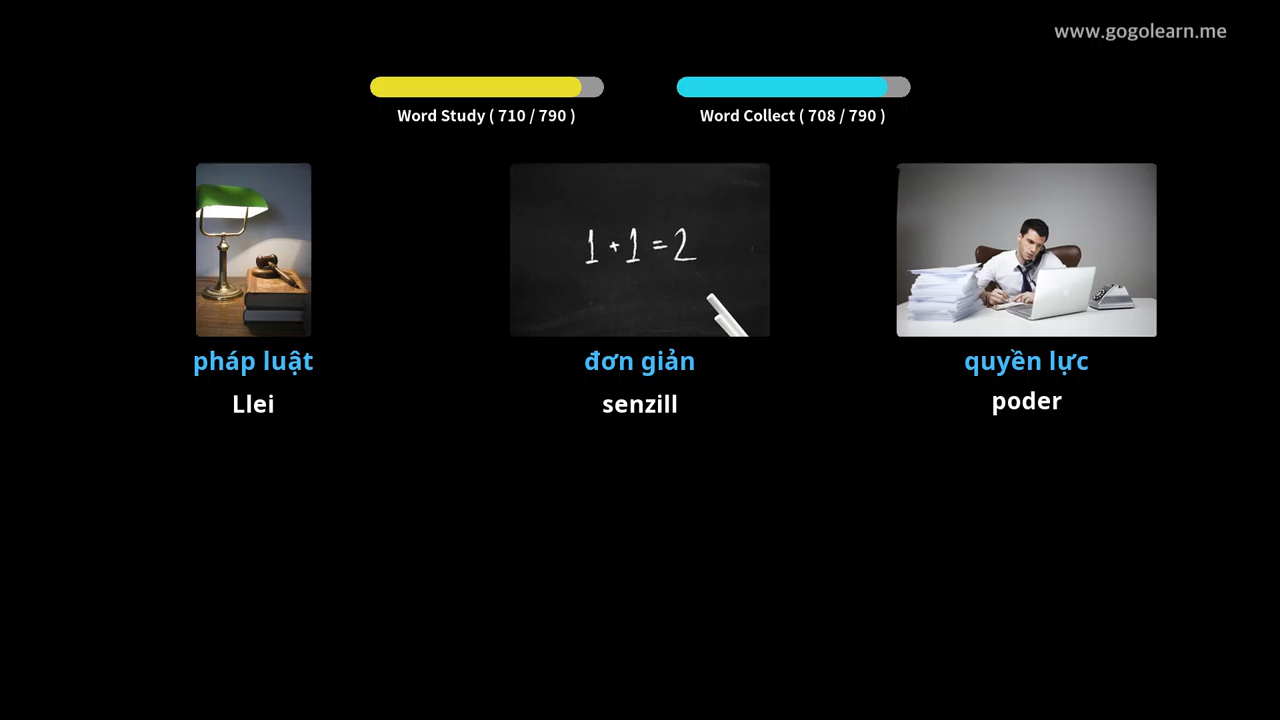 www.gogolearn.me
Word Study ( 710 / 790 )
Word Collect ( 708 / 790 )
1 + 1 = 2
pháp luật
Llei
đơn giản
senzill
quyền lực
poder